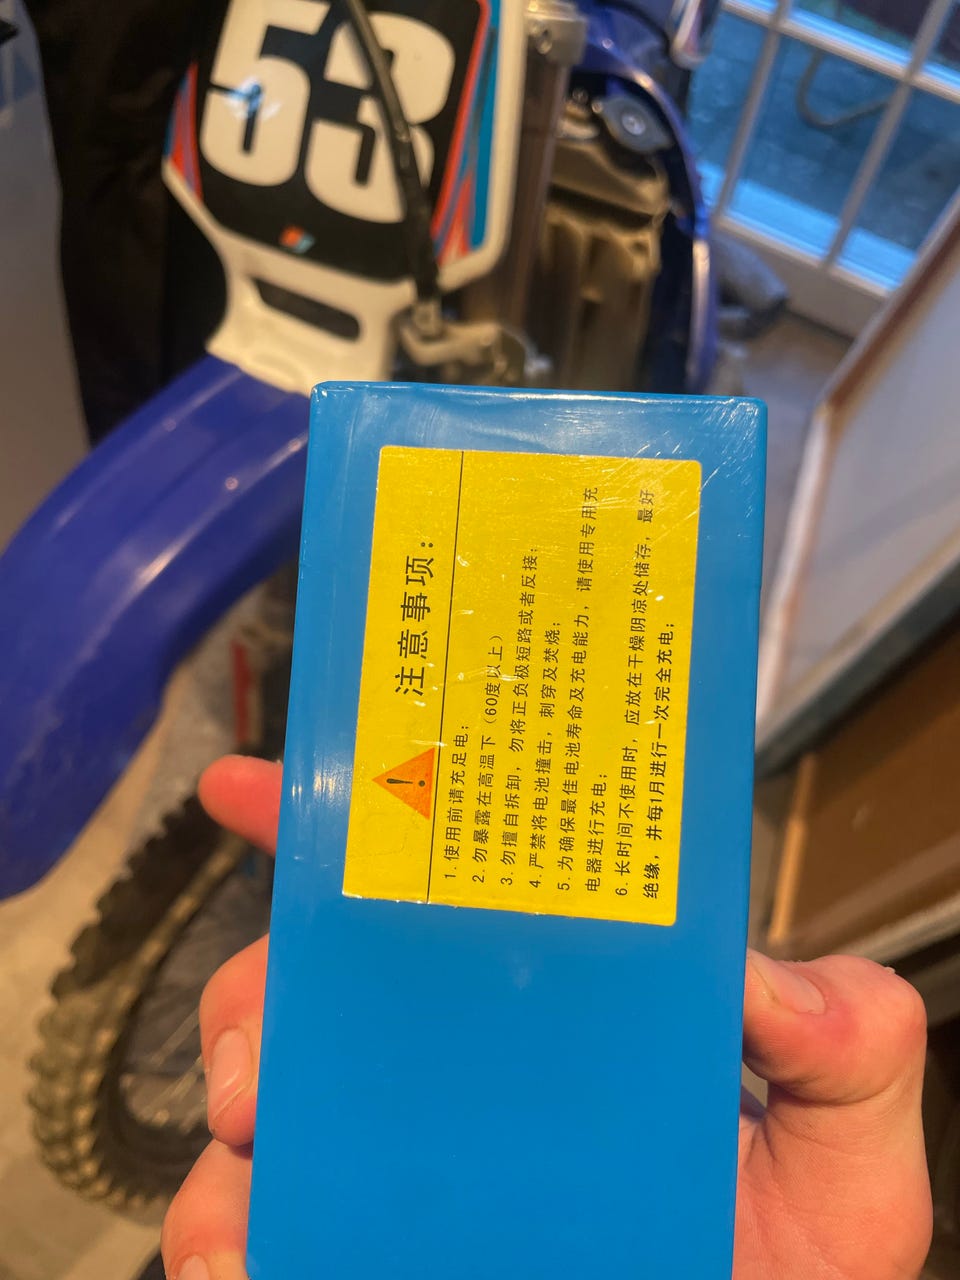 53
注意事项：
1. 使用前请充足电；
2. 勿暴露在高温下（60度以上）
3. 勿擅自拆卸，勿将正负极短路或者反接；
4. 严禁将电池撞击，刺穿及焚烧；
5. 为确保最佳电池寿命及充电能力，请使用专用充
电器进行充电；
6. 长时间不使用时，应放在干燥阴凉处储存，最好
绝缘，并每1月进行一次完全充电；